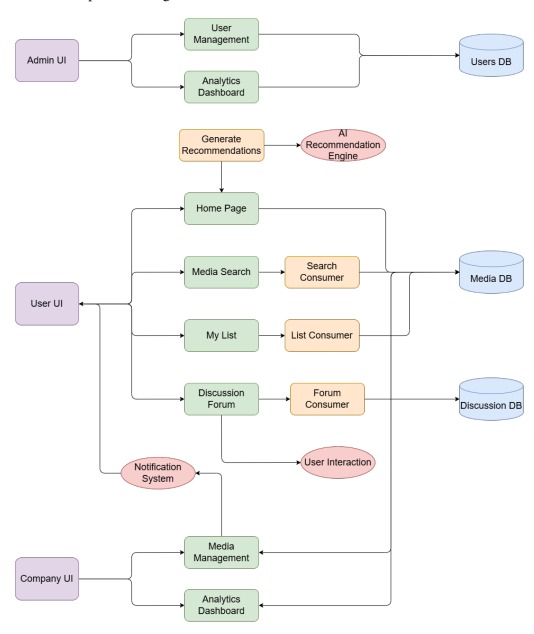 User
Management
Admin UI
Users DB
Analytics
Dashboard
Generate
Recommendations
AI
Recommendation
Engine
Home Page
Media Search
Search
Consumer
Media DB
User UI
My List
List Consumer
Discussion
Forum
Forum
Consumer
Discussion DB
Notification
System
User Interaction
Media
Management
Company UI
Analytics
Dashboard